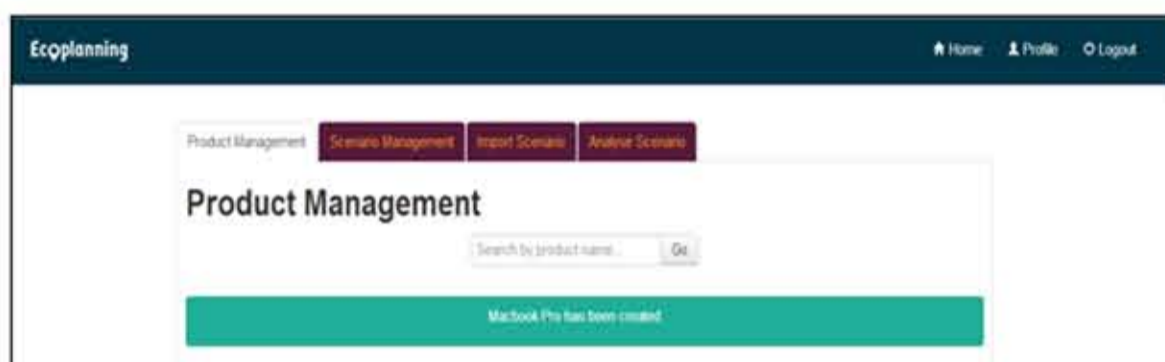 Ecoplanning
Home Profile Logout
Product Management Scenario Management Import Scenario Analyse Scenario
Product Management
Search by product name... Go
Macbook Pro has been created